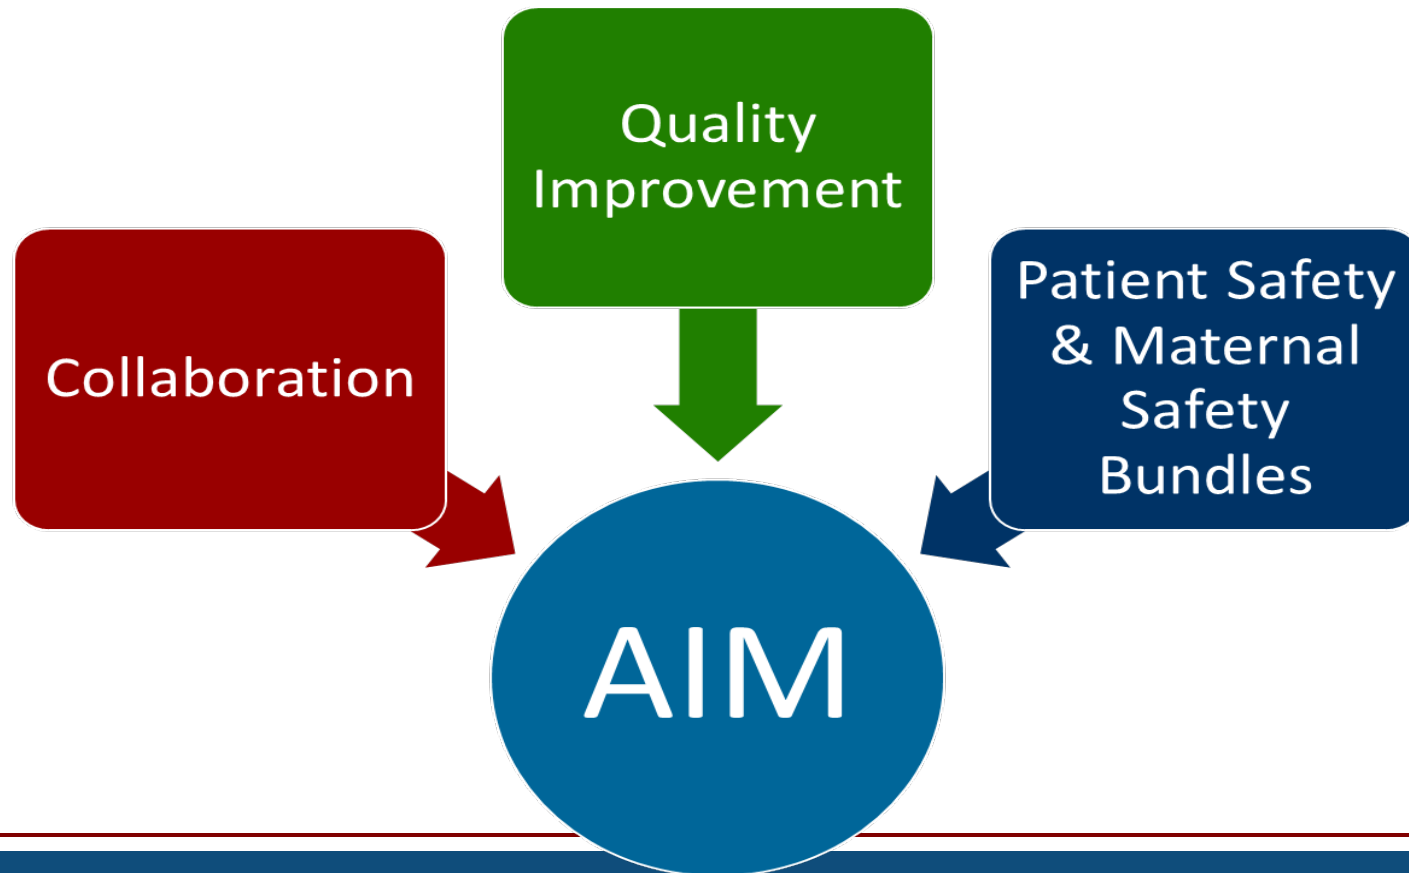 Quality
Improvement
Collaboration
Patient Safety
& Maternal
Safety
Bundles
AIM